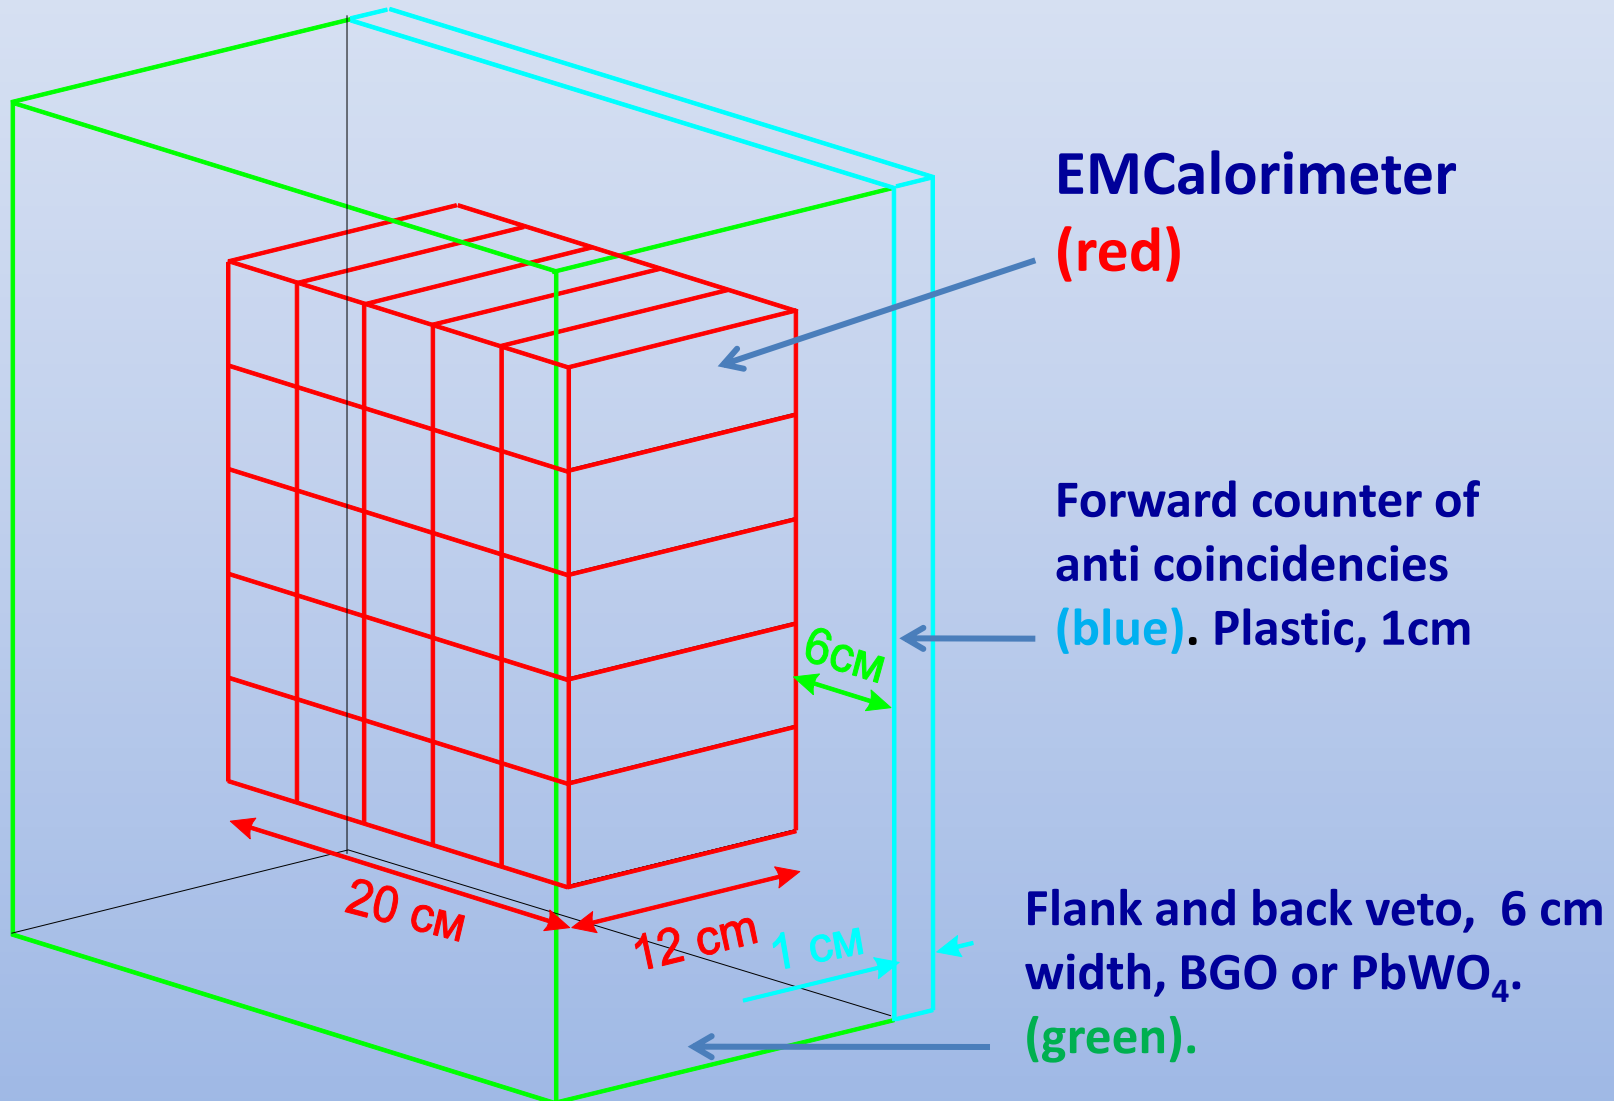 EMCalorimeter
(red)
Forward counter of
anti coincidencies
(blue). Plastic, 1cm
6см
20 см
12 cm
1 см
Flank and back veto, 6 cm
width, BGO or PbWO₄.
(green).